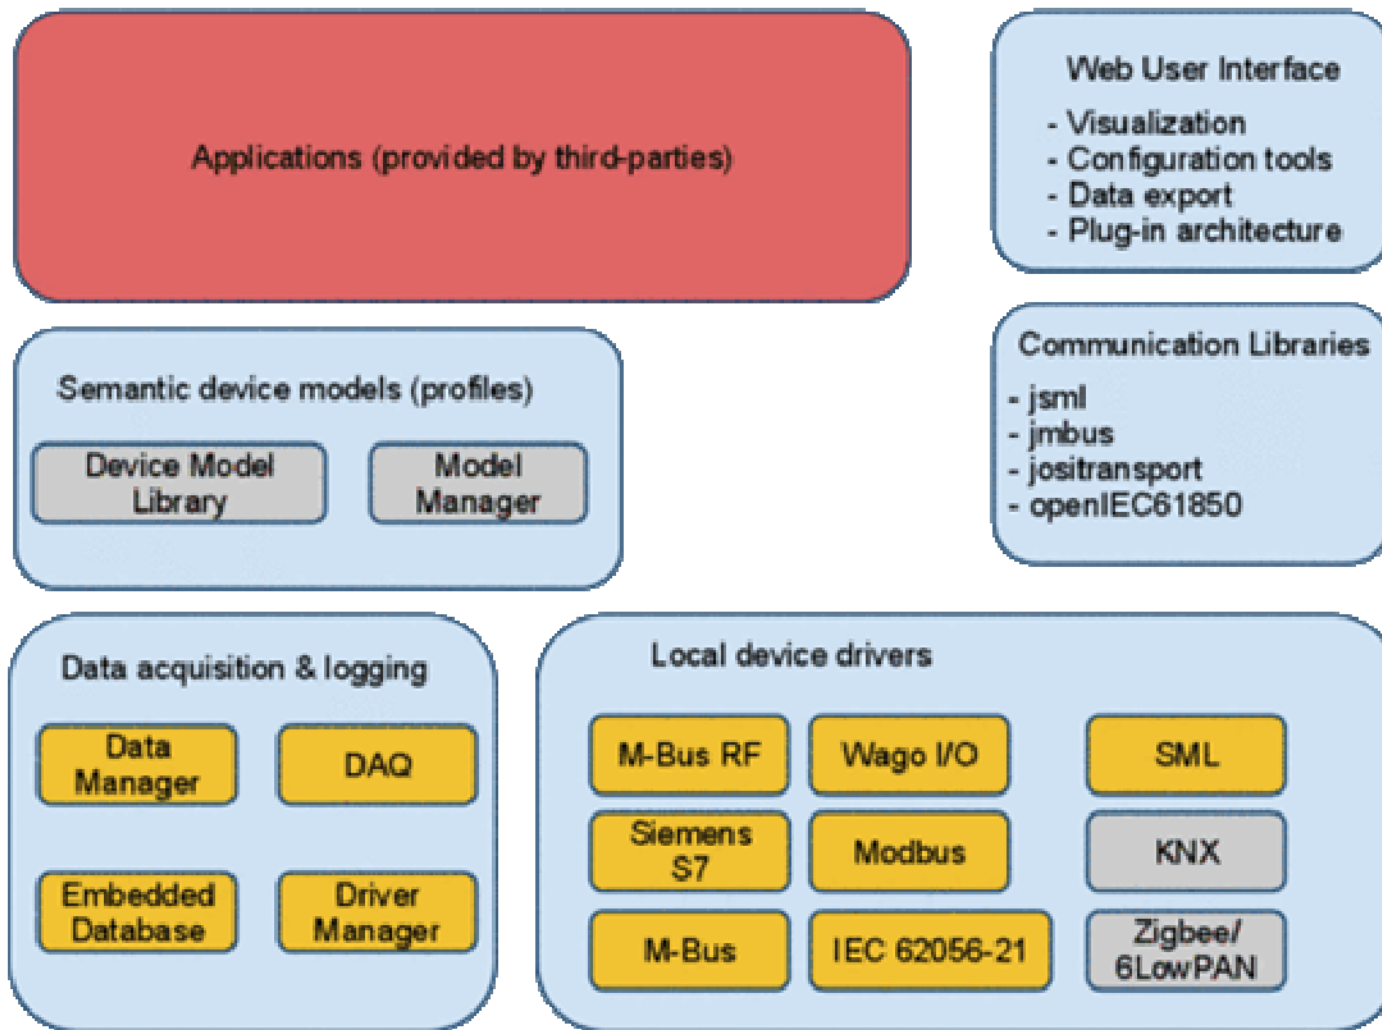 Applications (provided by third-parties)
Web User Interface
- Visualization
- Configuration tools
- Data export
- Plug-in architecture
Communication Libraries
- jsml
- jmbus
- jositransport
- openIEC61850
Semantic device models (profiles)
Device Model
Library
Model
Manager
Data acquisition & logging
Data
Manager
DAQ
Embedded
Database
Driver
Manager
Local device drivers
M-Bus RF
Wago I/O
SML
Siemens
S7
Modbus
KNX
M-Bus
IEC 62056-21
Zigbee/
6LowPAN